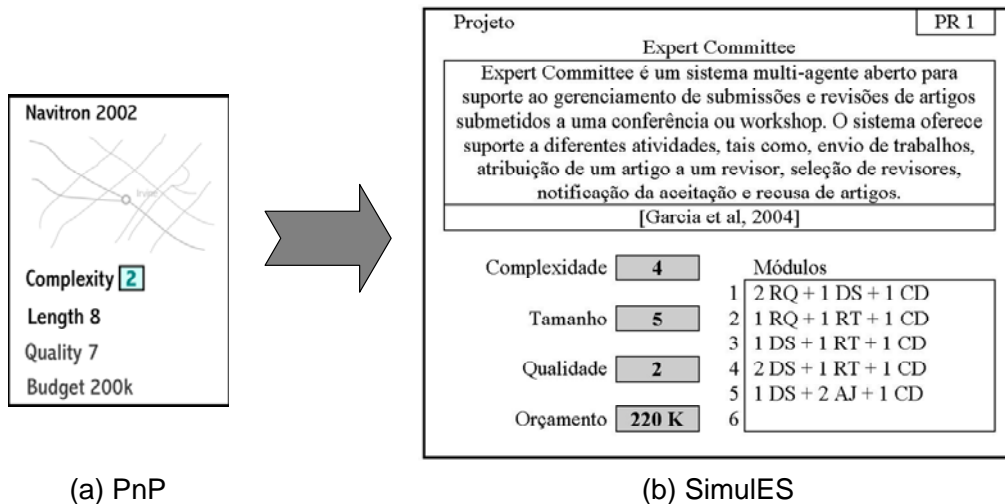 Navitron 2002
Irvine
Complexity 2
Length 8
Quality 7
Budget 200k
(a) PnP
Projeto PR 1
Expert Committee
Expert Committee é um sistema multi-agente aberto para
suporte ao gerenciamento de submissões e revisões de artigos
submetidos a uma conferência ou workshop. O sistema oferece
suporte a diferentes atividades, tais como, envio de trabalhos,
atribuição de um artigo a um revisor, seleção de revisores,
notificação da aceitação e recusa de artigos.
[Garcia et al, 2004]
Complexidade 4
Tamanho 5
Qualidade 2
Orçamento 220 K
Módulos
1 2 RQ + 1 DS + 1 CD
2 1 RQ + 1 RT + 1 CD
3 1 DS + 1 RT + 1 CD
4 2 DS + 1 RT + 1 CD
5 1 DS + 2 AJ + 1 CD
6
(b) SimulES